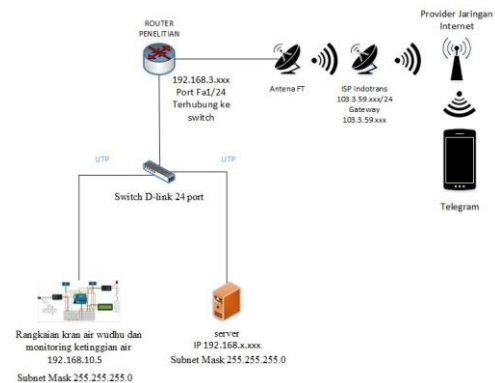 ROUTER
PENELITIAN
192.168.3.xxx
Port Fa1/24
Terhubung ke
switch
Antena FT
ISP Indotrans
103.3.59.xxx/24
Gateway
103.3.59.xxx
Provider Jaringan
Internet
Telegram
UTP
UTP
Switch D-link 24 port
Rangkaian kran air wudhu dan
monitoring ketinggian air
192.168.10.5
Subnet Mask 255.255.255.0
server
IP 192.168.x.xxx.
Subnet Mask 255.255.255.0